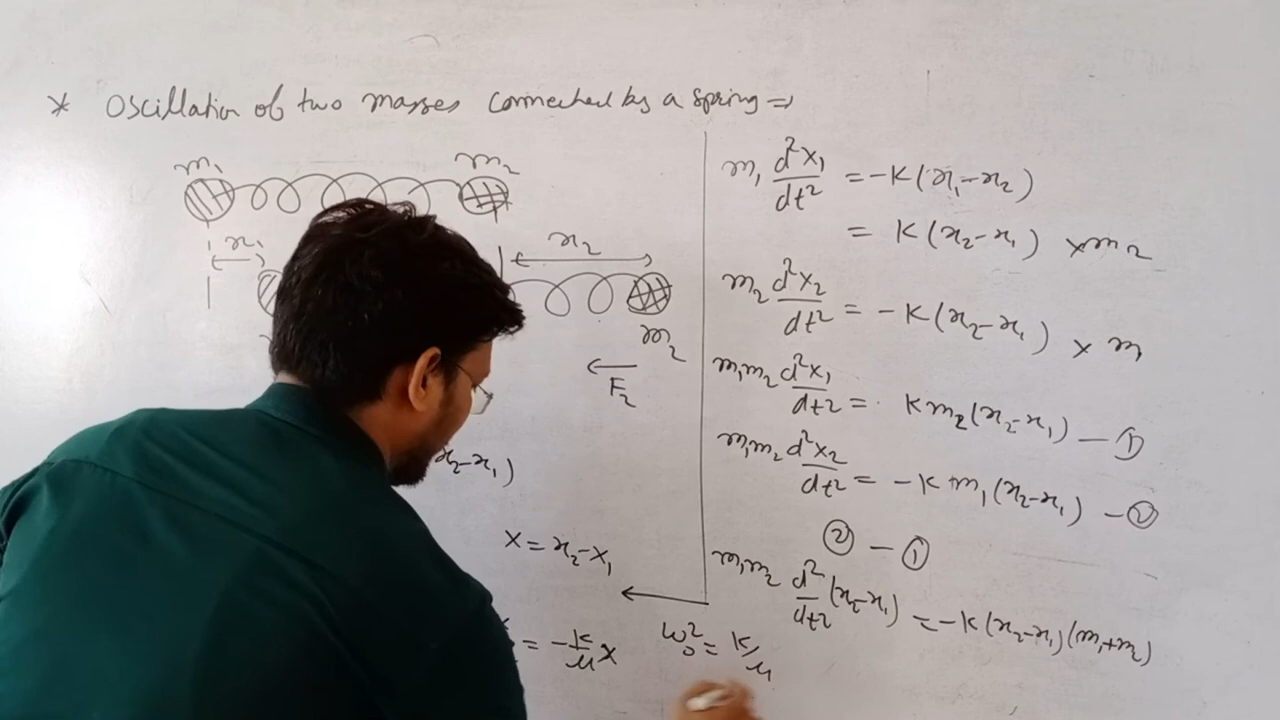 * Oscillation of two masses connected by a spring ⇒
m₁ m₂
x₁ x₂
m₂
F₂
x₂-x₁)
x = x₂-x₁
= -k/μ x
ω₀² = k/μ
m₁ d²x₁/dt² = -k(x₁-x₂)
= k(x₂-x₁) ×m₂
m₂ d²x₂/dt² = -k(x₂-x₁) × m₁
m₁m₂ d²x₁/dt² = km₂(x₂-x₁) — ①
m₁m₂ d²x₂/dt² = -km₁(x₂-x₁) — ②
② — ①
m₁m₂ d²/dt² (x₂-x₁) = -k(x₂-x₁)(m₁+m₂)